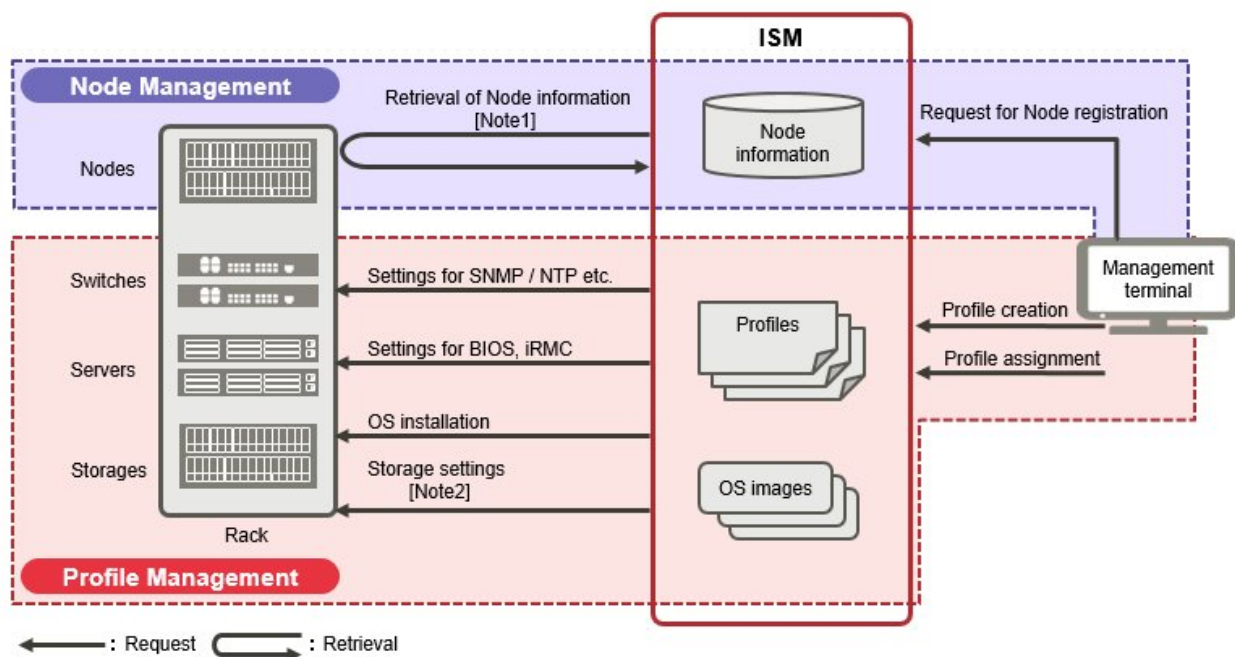 ISM
Node Management
Retrieval of Node information
[Note1]
Request for Node registration
Node
information
Nodes
Switches
Settings for SNMP / NTP etc.
Management
terminal
Profiles
Profile creation
Settings for BIOS, iRMC
Profile assignment
Servers
OS installation
Storages
Storage settings
[Note2]
OS images
Rack
Profile Management
: Request
: Retrieval